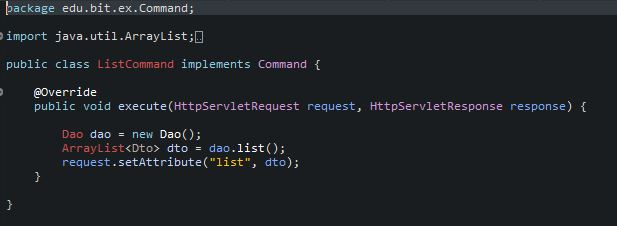 package edu.bit.ex.Command;
import java.util.ArrayList;
public class ListCommand implements Command {
@Override
public void execute(HttpServletRequest request, HttpServletResponse response) {
Dao dao = new Dao();
ArrayList<Dto> dto = dao.list();
request.setAttribute("list", dto);
}
}